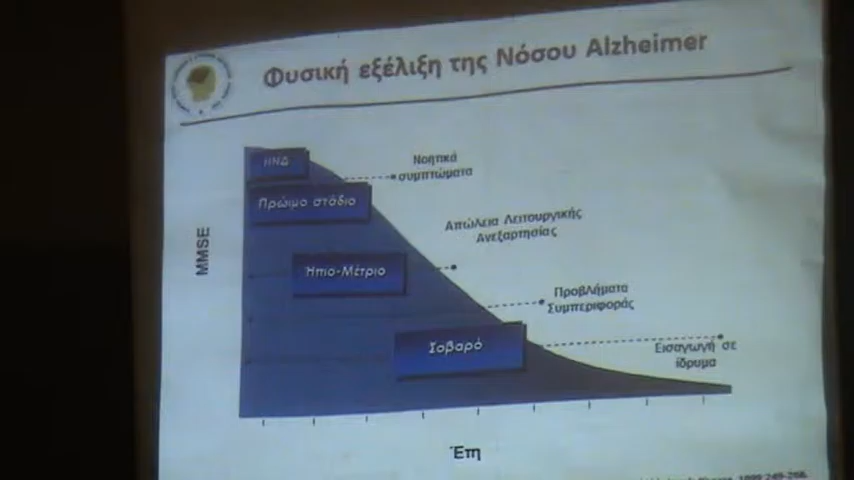 Φυσική εξέλιξη της Νόσου Alzheimer
ΗΝΔ
Νοητικά
συμπτώματα
Πρώιμο στάδιο
Απώλεια Λειτουργικής
Ανεξαρτησίας
MMSE
Ήπιο-Μέτριο
Προβλήματα
Συμπεριφοράς
Σοβαρό
Εισαγωγή σε
ίδρυμα
Έτη